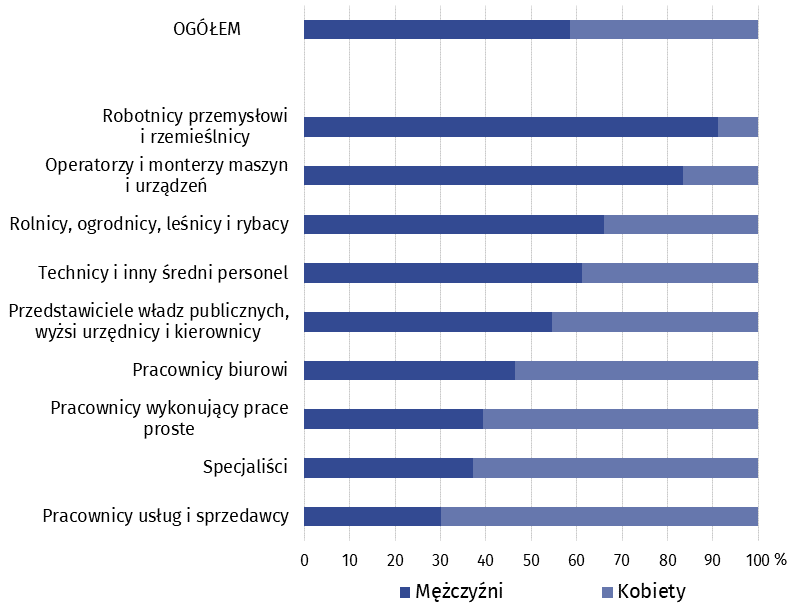 OGÓŁEM
Robotnicy przemysłowi
i rzemieślnicy
Operatorzy i monterzy maszyn
i urządzeń
Rolnicy, ogrodnicy, leśnicy i rybacy
Technicy i inny średni personel
Przedstawiciele władz publicznych,
wyżsi urzędnicy i kierownicy
Pracownicy biurowi
Pracownicy wykonujący prace
proste
Specjaliści
Pracownicy usług i sprzedawcy
0 10 20 30 40 50 60 70 80 90 100 %
Mężczyźni Kobiety